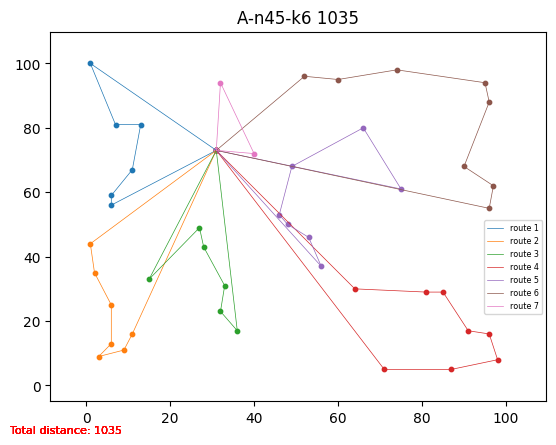 A-n45-k6 1035
100
80
60
40
20
0
route 1
route 2
route 3
route 4
route 5
route 6
route 7
0 20 40 60 80 100
Total distance: 1035